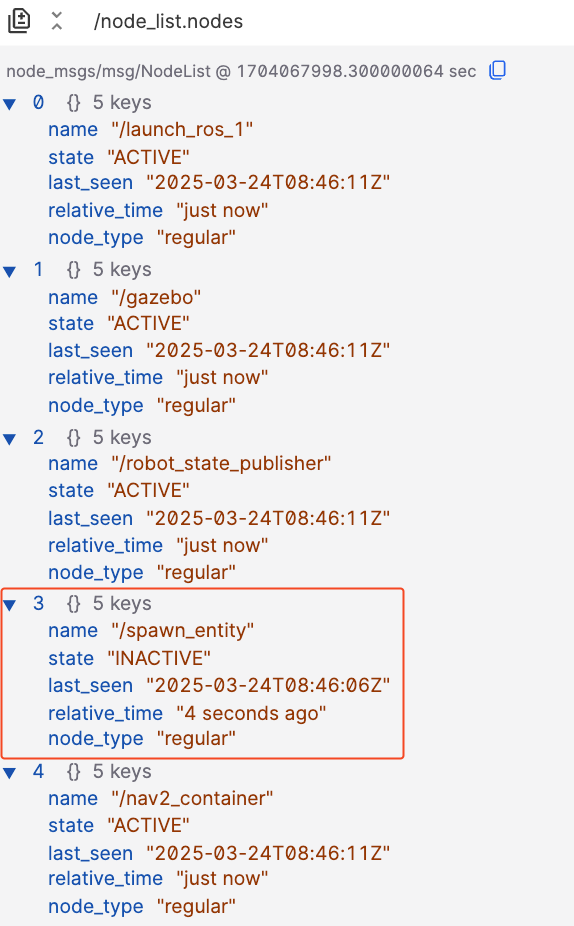 /node_list.nodes
node_msgs/msg/NodeList @ 1704067998.300000064 sec
0 {} 5 keys
name "/launch_ros_1"
state "ACTIVE"
last_seen "2025-03-24T08:46:11Z"
relative_time "just now"
node_type "regular"
1 {} 5 keys
name "/gazebo"
state "ACTIVE"
last_seen "2025-03-24T08:46:11Z"
relative_time "just now"
node_type "regular"
2 {} 5 keys
name "/robot_state_publisher"
state "ACTIVE"
last_seen "2025-03-24T08:46:11Z"
relative_time "just now"
node_type "regular"
3 {} 5 keys
name "/spawn_entity"
state "INACTIVE"
last_seen "2025-03-24T08:46:06Z"
relative_time "4 seconds ago"
node_type "regular"
4 {} 5 keys
name "/nav2_container"
state "ACTIVE"
last_seen "2025-03-24T08:46:11Z"
relative_time "just now"
node_type "regular"